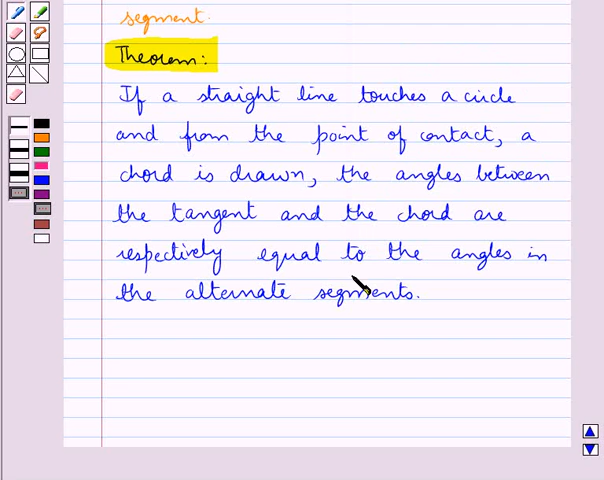 segment.
Theorem:
If a straight line touches a circle
and from the point of contact, a
chord is drawn, the angles between
the tangent and the chord are
respectively equal to the angles in
the alternate segments.